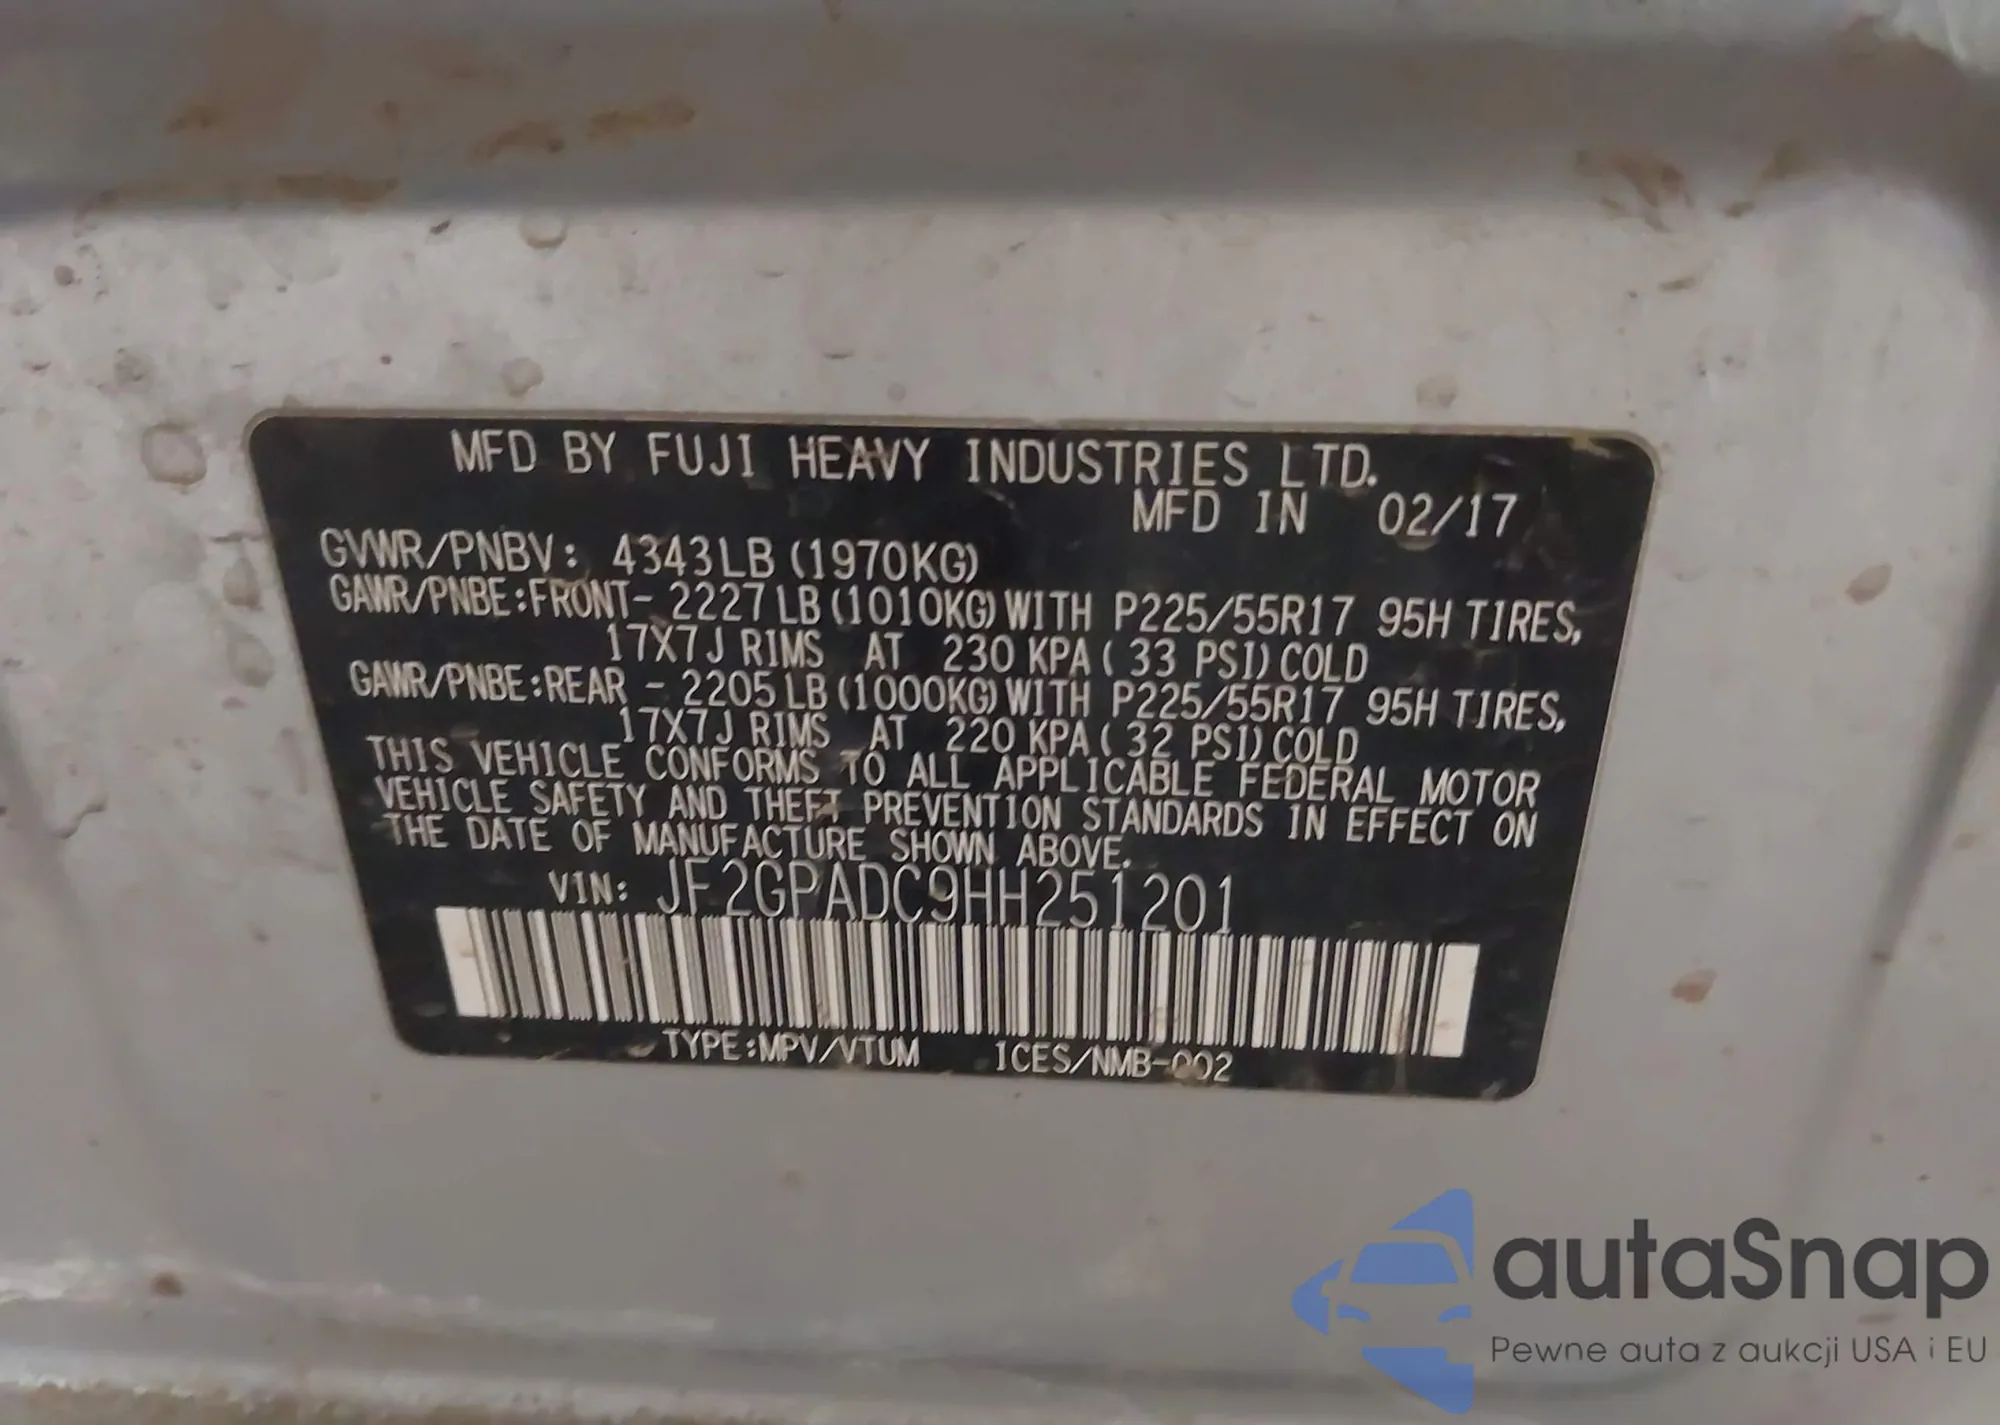 MFD BY FUJI HEAVY INDUSTRIES LTD.
MFD IN 02/17
GVWR/PNBV: 4343LB (1970KG)
GAWR/PNBE:FRONT- 2227LB (1010KG) WITH P225/55R17 95H TIRES,
17X7J RIMS AT 230 KPA ( 33 PSI) COLD
GAWR/PNBE:REAR - 2205LB (1000KG) WITH P225/55R17 95H TIRES,
17X7J RIMS AT 220 KPA ( 32 PSI) COLD
THIS VEHICLE CONFORMS TO ALL APPLICABLE FEDERAL MOTOR
VEHICLE SAFETY AND THEFT PREVENTION STANDARDS IN EFFECT ON
THE DATE OF MANUFACTURE SHOWN ABOVE.
VIN: JF2GPADC9HH251201
TYPE:MPV/VTUM ICES/NMB-002
autaSnap
Pewne auta z aukcji USA i EU